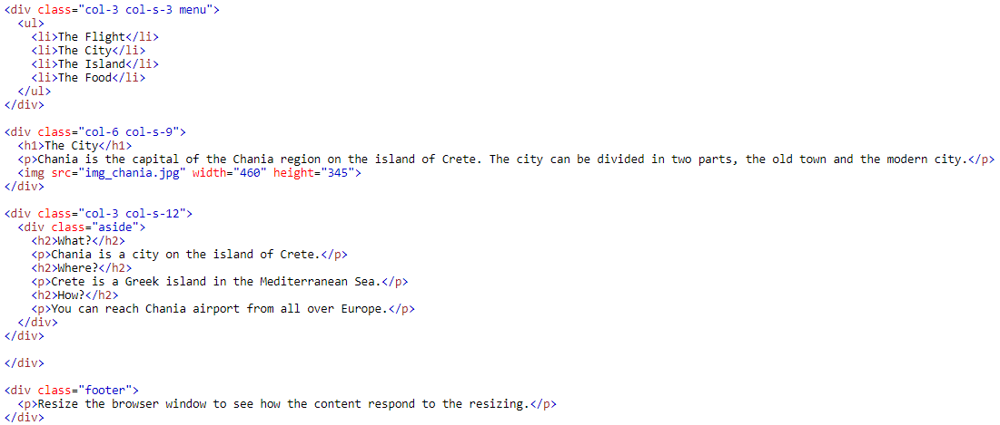 <div class="col-3 col-s-3 menu">
  <ul>
    <li>The Flight</li>
    <li>The City</li>
    <li>The Island</li>
    <li>The Food</li>
  </ul>
</div>

<div class="col-6 col-s-9">
  <h1>The City</h1>
  <p>Chania is the capital of the Chania region on the island of Crete. The city can be divided in two parts, the old town and the modern city.</p>
  <img src="img_chania.jpg" width="460" height="345">
</div>

<div class="col-3 col-s-12">
  <div class="aside">
    <h2>What?</h2>
    <p>Chania is a city on the island of Crete.</p>
    <h2>Where?</h2>
    <p>Crete is a Greek island in the Mediterranean Sea.</p>
    <h2>How?</h2>
    <p>You can reach Chania airport from all over Europe.</p>
  </div>
</div>

</div>

<div class="footer">
  <p>Resize the browser window to see how the content respond to the resizing.</p>
</div>